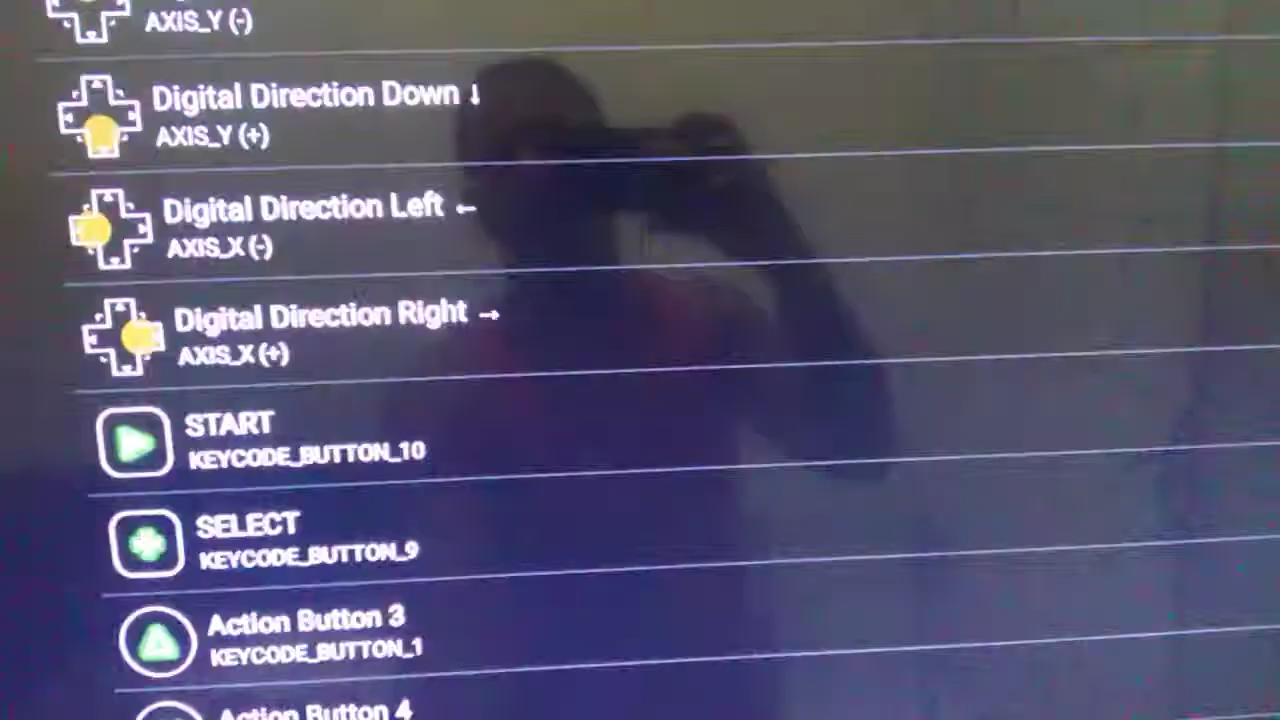 AXIS_Y (-)
Digital Direction Down ↓
AXIS_Y (+)
Digital Direction Left ←
AXIS_X (-)
Digital Direction Right →
AXIS_X (+)
START
KEYCODE_BUTTON_10
SELECT
KEYCODE_BUTTON_9
Action Button 3
KEYCODE_BUTTON_1
Action Button 4